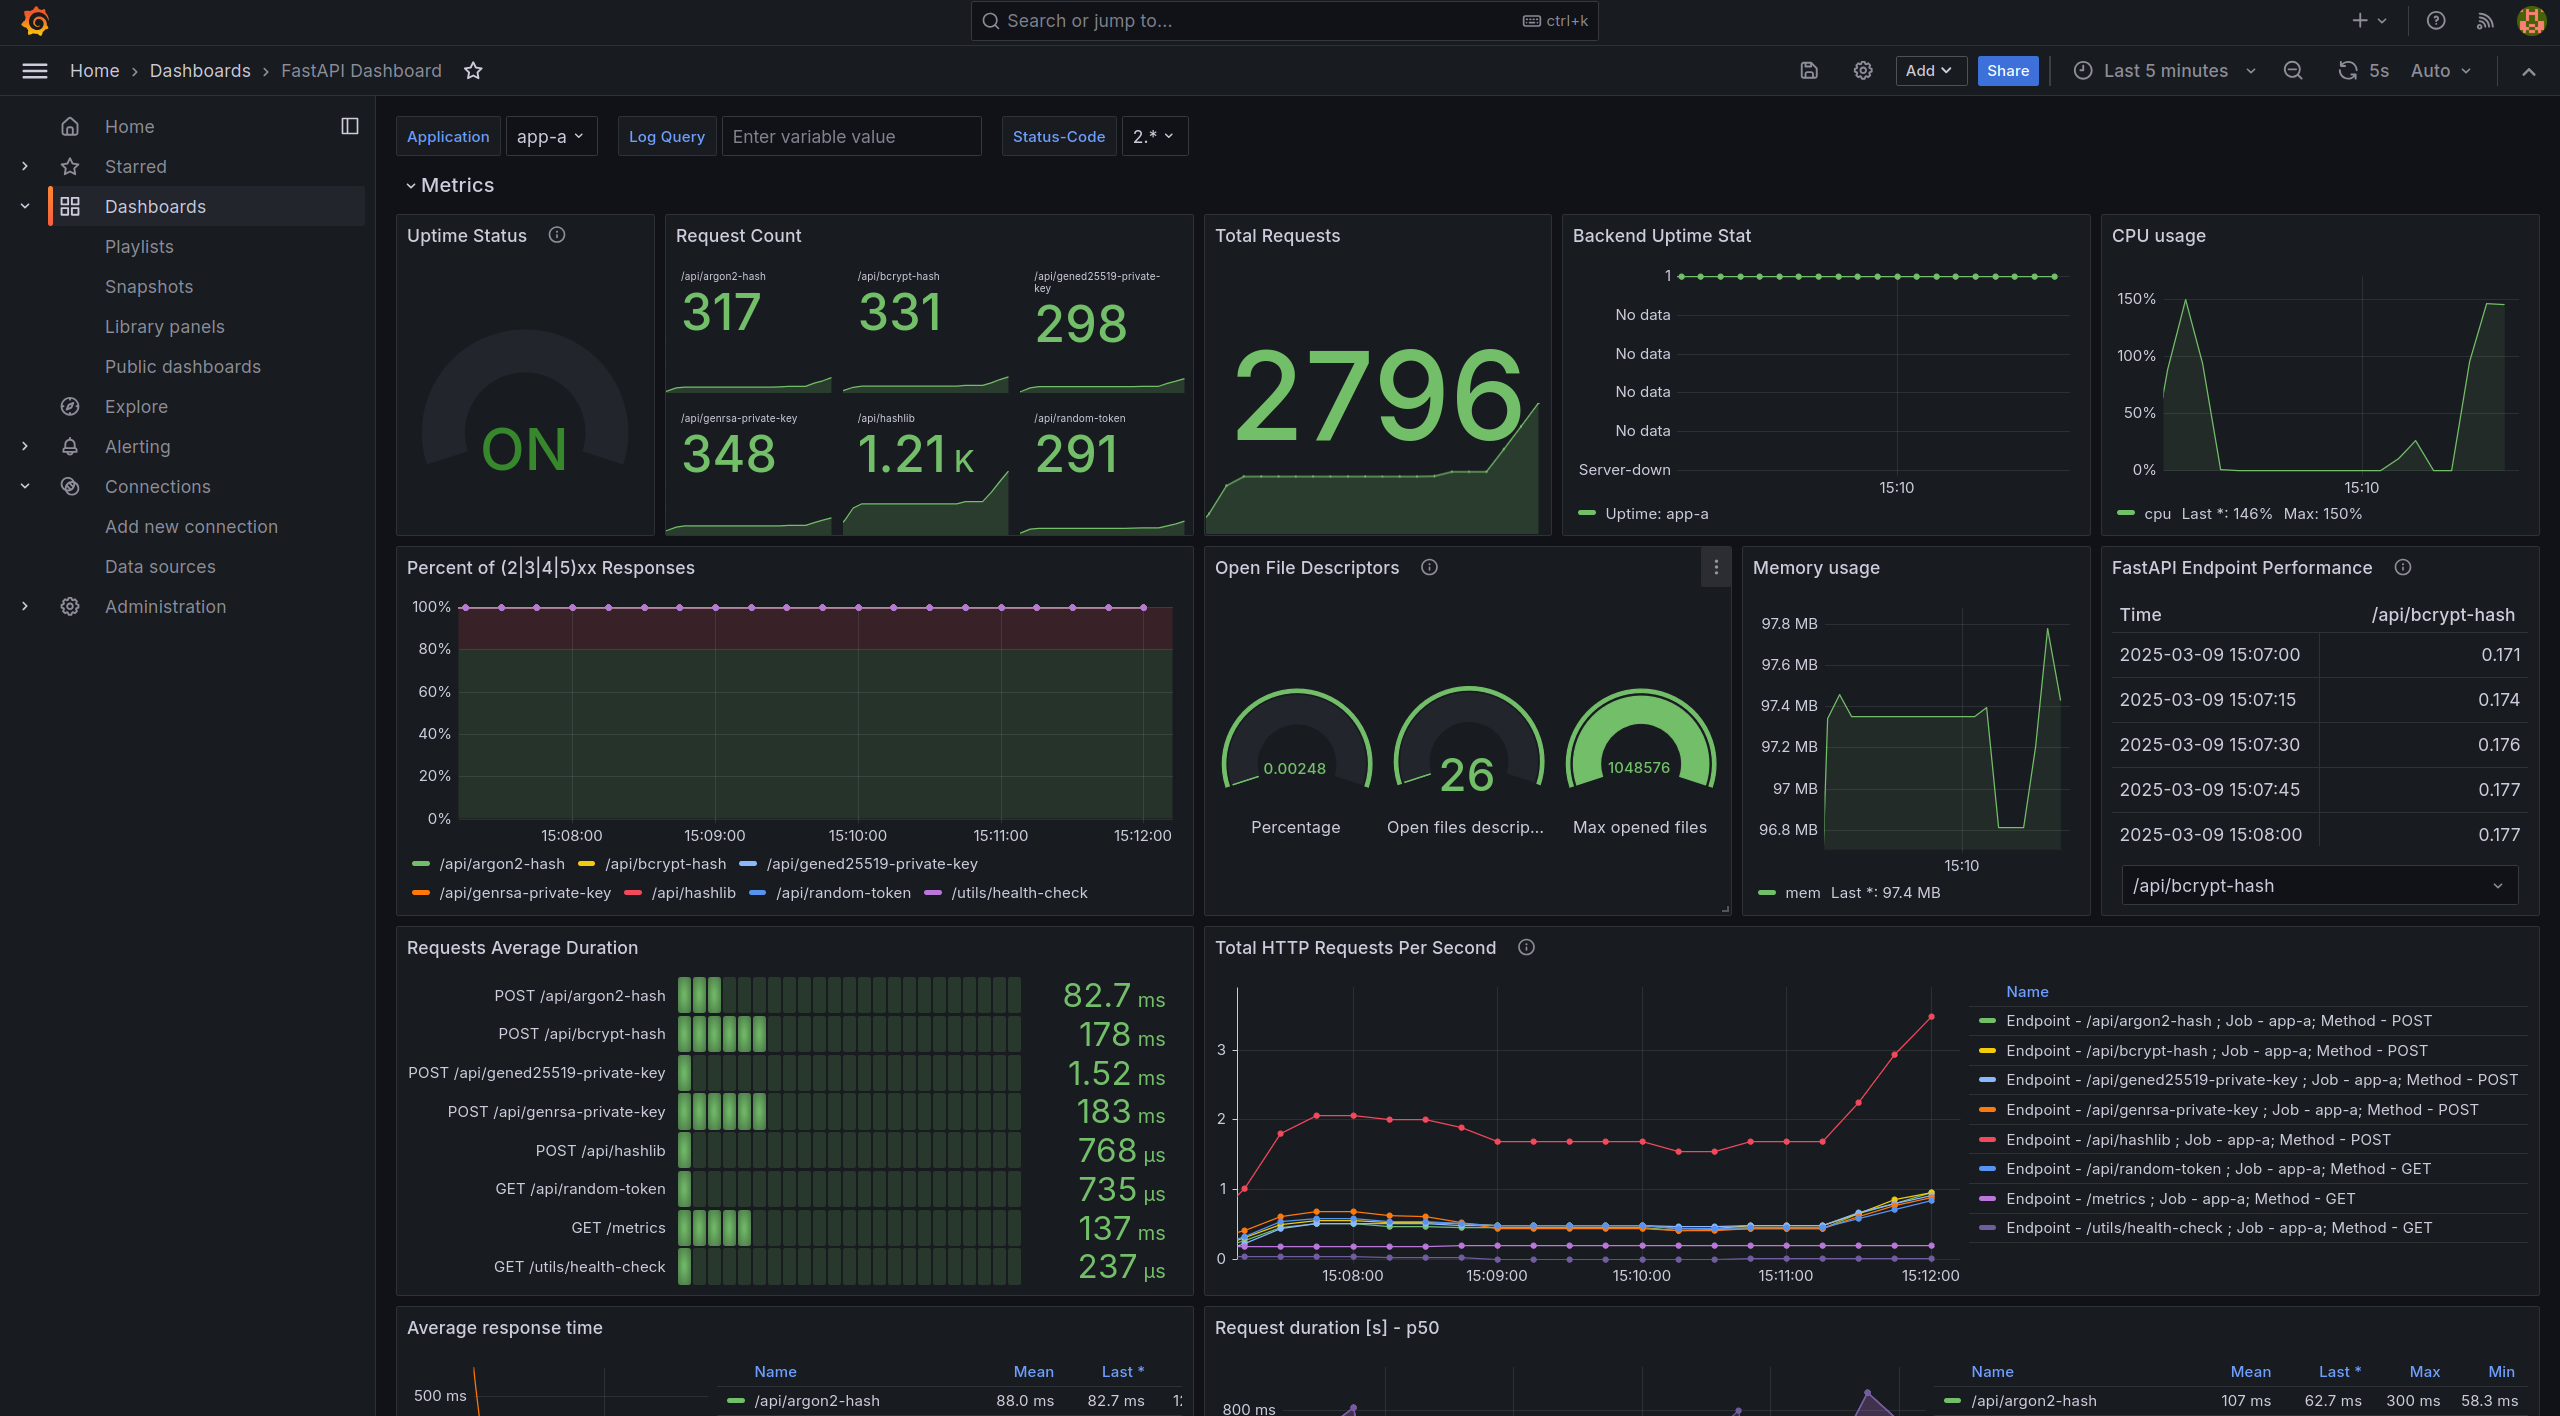 Search or jump to...
ctrl+k
Home › Dashboards › FastAPI Dashboard
Add
Share
Last 5 minutes
5s
Auto
Home
Starred
Dashboards
Playlists
Snapshots
Library panels
Public dashboards
Explore
Alerting
Connections
Add new connection
Data sources
Administration
Application
app-a
Log Query
Enter variable value
Status-Code
2.*
Metrics
Uptime Status
ON
Request Count
/api/argon2-hash
317
/api/bcrypt-hash
331
/api/gened25519-private-
key
298
/api/genrsa-private-key
348
/api/hashlib
1.21 K
/api/random-token
291
Total Requests
2796
Backend Uptime Stat
1
No data
No data
No data
No data
Server-down
15:10
Uptime: app-a
CPU usage
150%
100%
50%
0%
15:10
cpu Last *: 146% Max: 150%
Percent of (2|3|4|5)xx Responses
100%
80%
60%
40%
20%
0%
15:08:00 15:09:00 15:10:00 15:11:00 15:12:00
/api/argon2-hash /api/bcrypt-hash /api/gened25519-private-key
/api/genrsa-private-key /api/hashlib /api/random-token /utils/health-check
Open File Descriptors
0.00248
26
1048576
Percentage
Open files descrip...
Max opened files
Memory usage
97.8 MB
97.6 MB
97.4 MB
97.2 MB
97 MB
96.8 MB
15:10
mem Last *: 97.4 MB
FastAPI Endpoint Performance
Time /api/bcrypt-hash
2025-03-09 15:07:00 0.171
2025-03-09 15:07:15 0.174
2025-03-09 15:07:30 0.176
2025-03-09 15:07:45 0.177
2025-03-09 15:08:00 0.177
/api/bcrypt-hash
Requests Average Duration
POST /api/argon2-hash 82.7 ms
POST /api/bcrypt-hash 178 ms
POST /api/gened25519-private-key 1.52 ms
POST /api/genrsa-private-key 183 ms
POST /api/hashlib 768 µs
GET /api/random-token 735 µs
GET /metrics 137 ms
GET /utils/health-check 237 µs
Total HTTP Requests Per Second
3
2
1
0
15:08:00 15:09:00 15:10:00 15:11:00 15:12:00
Name
Endpoint - /api/argon2-hash ; Job - app-a; Method - POST
Endpoint - /api/bcrypt-hash ; Job - app-a; Method - POST
Endpoint - /api/gened25519-private-key ; Job - app-a; Method - POST
Endpoint - /api/genrsa-private-key ; Job - app-a; Method - POST
Endpoint - /api/hashlib ; Job - app-a; Method - POST
Endpoint - /api/random-token ; Job - app-a; Method - GET
Endpoint - /metrics ; Job - app-a; Method - GET
Endpoint - /utils/health-check ; Job - app-a; Method - GET
Average response time
500 ms
Name Mean Last *
/api/argon2-hash 88.0 ms 82.7 ms
Request duration [s] - p50
800 ms
Name Mean Last * Max Min
/api/argon2-hash 107 ms 62.7 ms 300 ms 58.3 ms